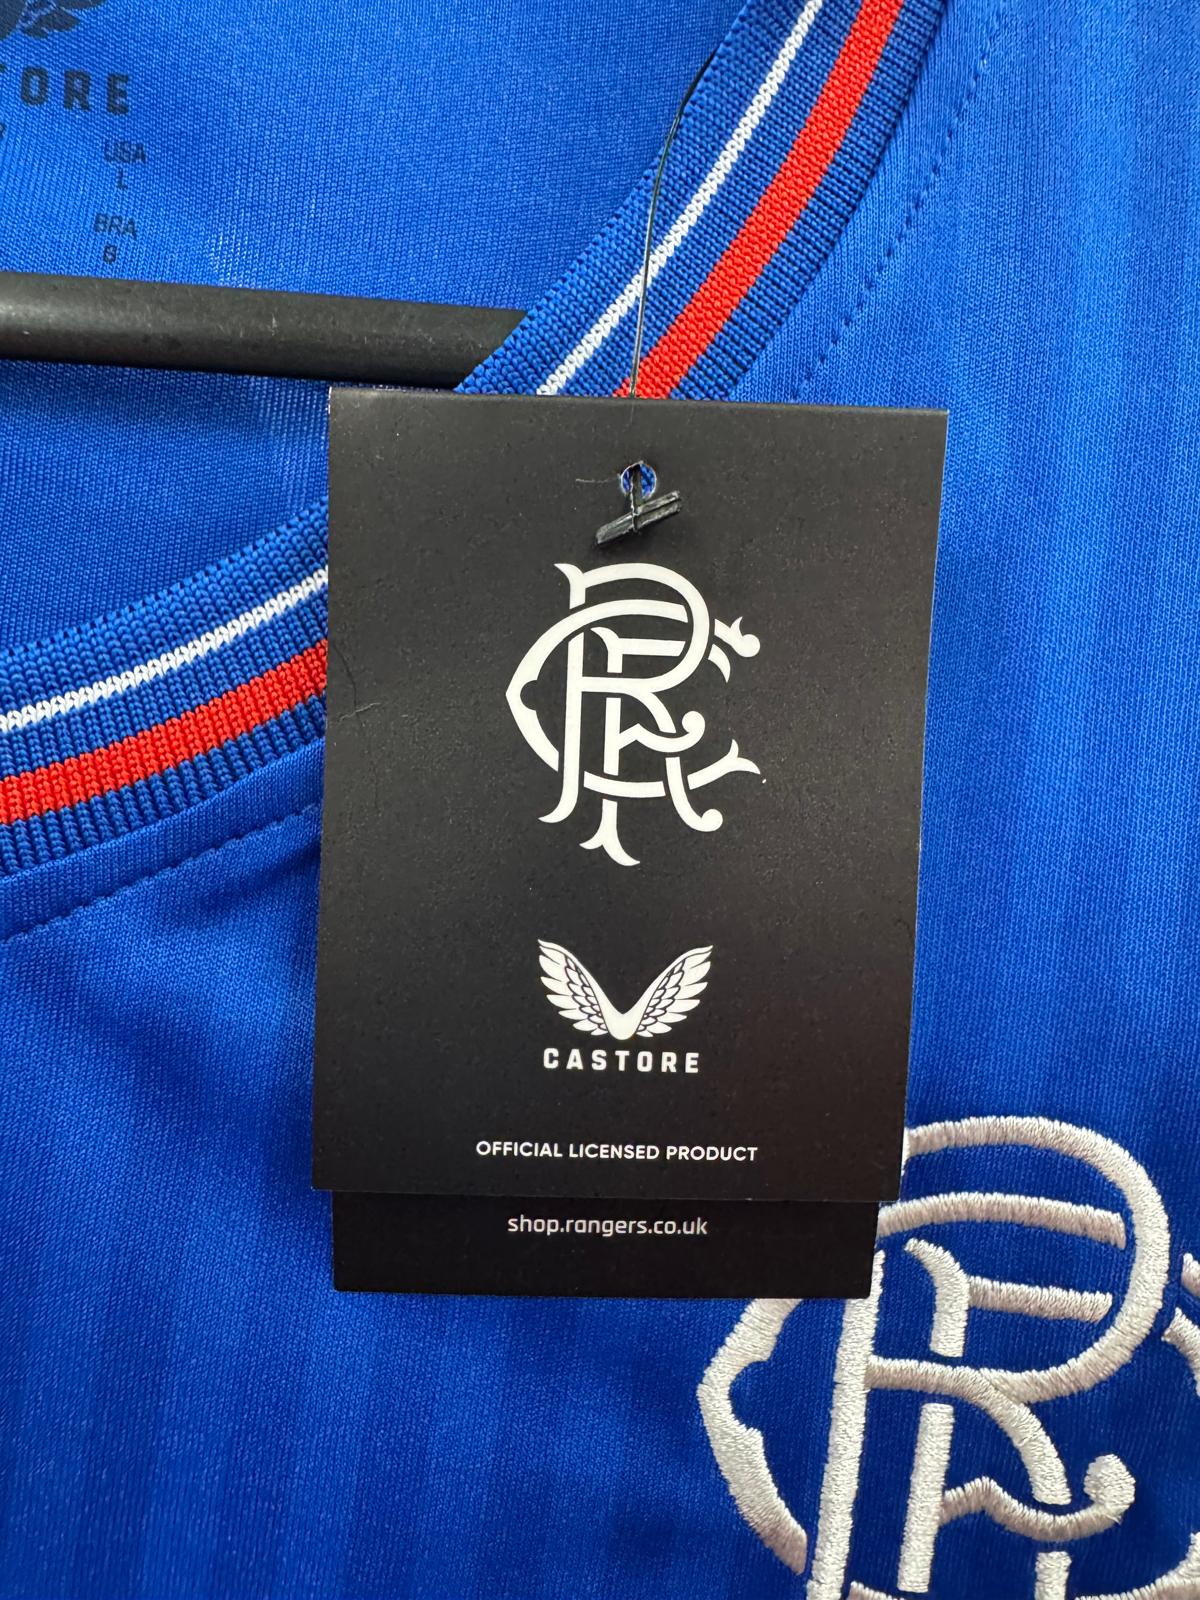 TORE
USA
L
BRA
G
CASTORE
OFFICIAL LICENSED PRODUCT
shop.rangers.co.uk